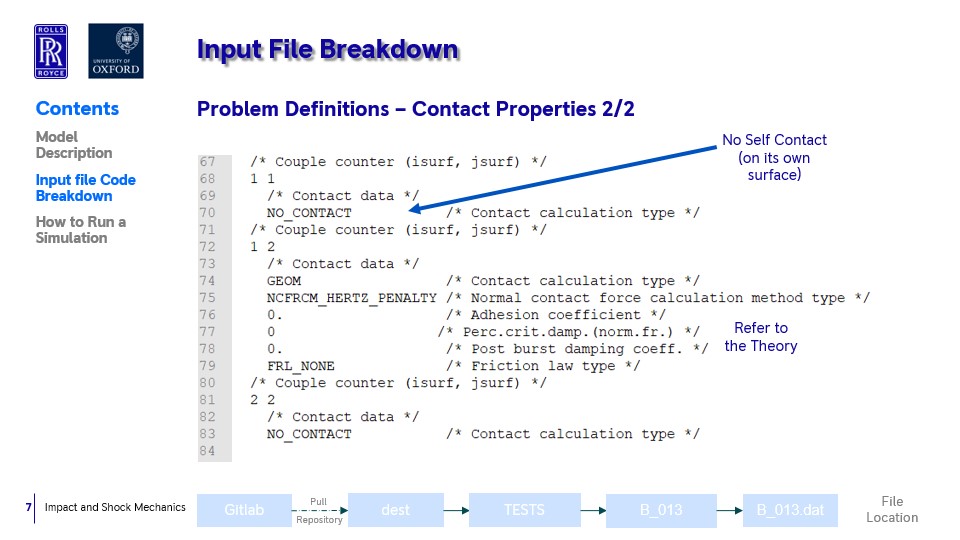 ROLLS
RR
ROYCE
UNIVERSITY OF
OXFORD
Input File Breakdown
Contents
Model
Description
Input file Code
Breakdown
How to Run a
Simulation
Problem Definitions – Contact Properties 2/2
No Self Contact
(on its own
surface)
67 /* Couple counter (isurf, jsurf) */
68 1 1
69 /* Contact data */
70 NO_CONTACT /* Contact calculation type */
71 /* Couple counter (isurf, jsurf) */
72 1 2
73 /* Contact data */
74 GEOM /* Contact calculation type */
75 NCFRCM_HERTZ_PENALTY /* Normal contact force calculation method type */
76 0. /* Adhesion coefficient */
77 0 /* Perc.crit.damp.(norm.fr.) */
78 0. /* Post burst damping coeff. */
79 FRL_NONE /* Friction law type */
80 /* Couple counter (isurf, jsurf) */
81 2 2
82 /* Contact data */
83 NO_CONTACT /* Contact calculation type */
84
Refer to
the Theory
7 Impact and Shock Mechanics
Gitlab
Pull
Repository
dest
TESTS
B_013
B_013.dat
File
Location